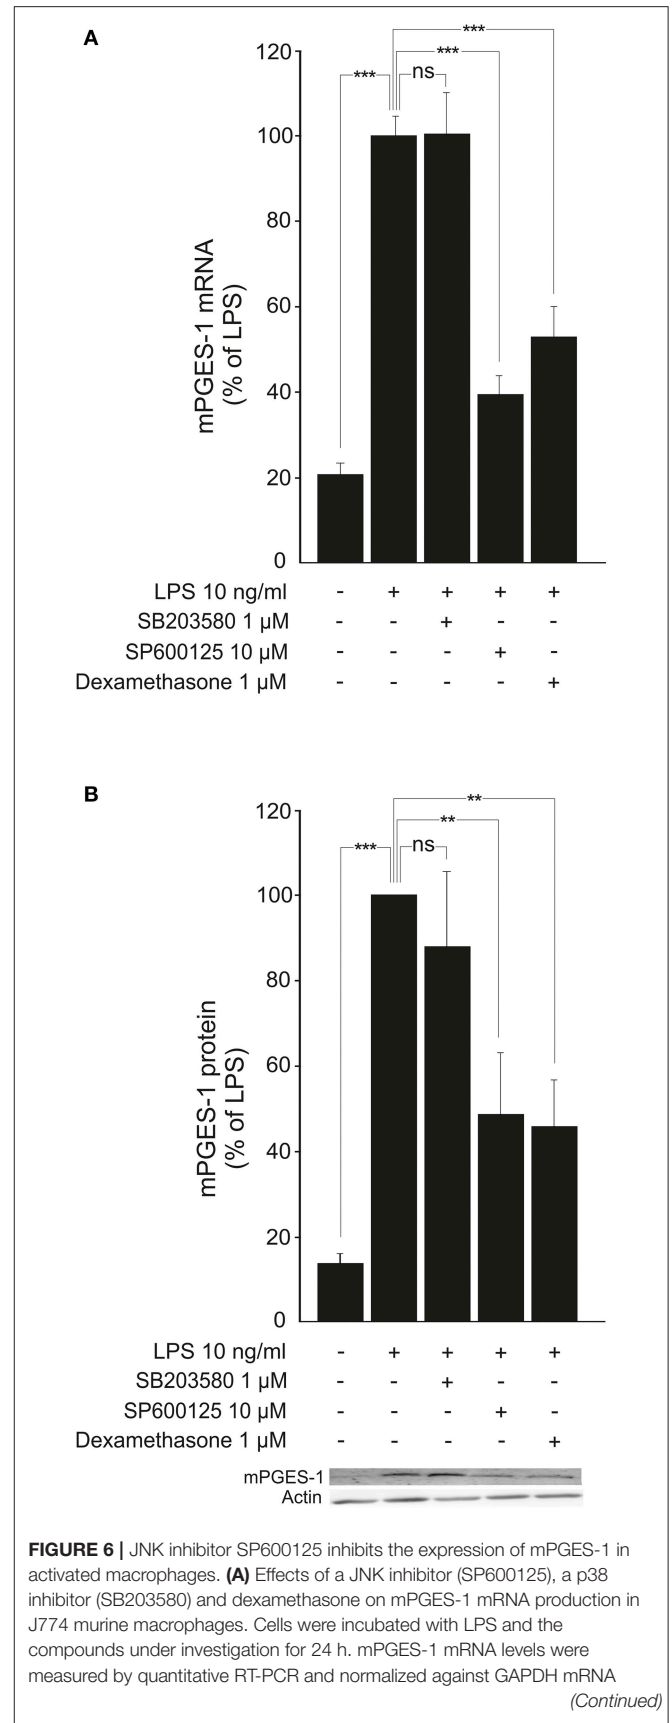 A
120
100
80
60
40
20
0
mPGES-1 mRNA
(% of LPS)
***
***
***
ns
LPS 10 ng/ml - + + + +
SB203580 1 µM - - + - -
SP600125 10 µM - - - + -
Dexamethasone 1 µM - - - - +
B
120
100
80
60
40
20
0
mPGES-1 protein
(% of LPS)
**
**
***
ns
LPS 10 ng/ml - + + + +
SB203580 1 µM - - + - -
SP600125 10 µM - - - + -
Dexamethasone 1 µM - - - - +
mPGES-1
Actin
FIGURE 6 | JNK inhibitor SP600125 inhibits the expression of mPGES-1 in
activated macrophages. (A) Effects of a JNK inhibitor (SP600125), a p38
inhibitor (SB203580) and dexamethasone on mPGES-1 mRNA production in
J774 murine macrophages. Cells were incubated with LPS and the
compounds under investigation for 24 h. mPGES-1 mRNA levels were
measured by quantitative RT-PCR and normalized against GAPDH mRNA
(Continued)